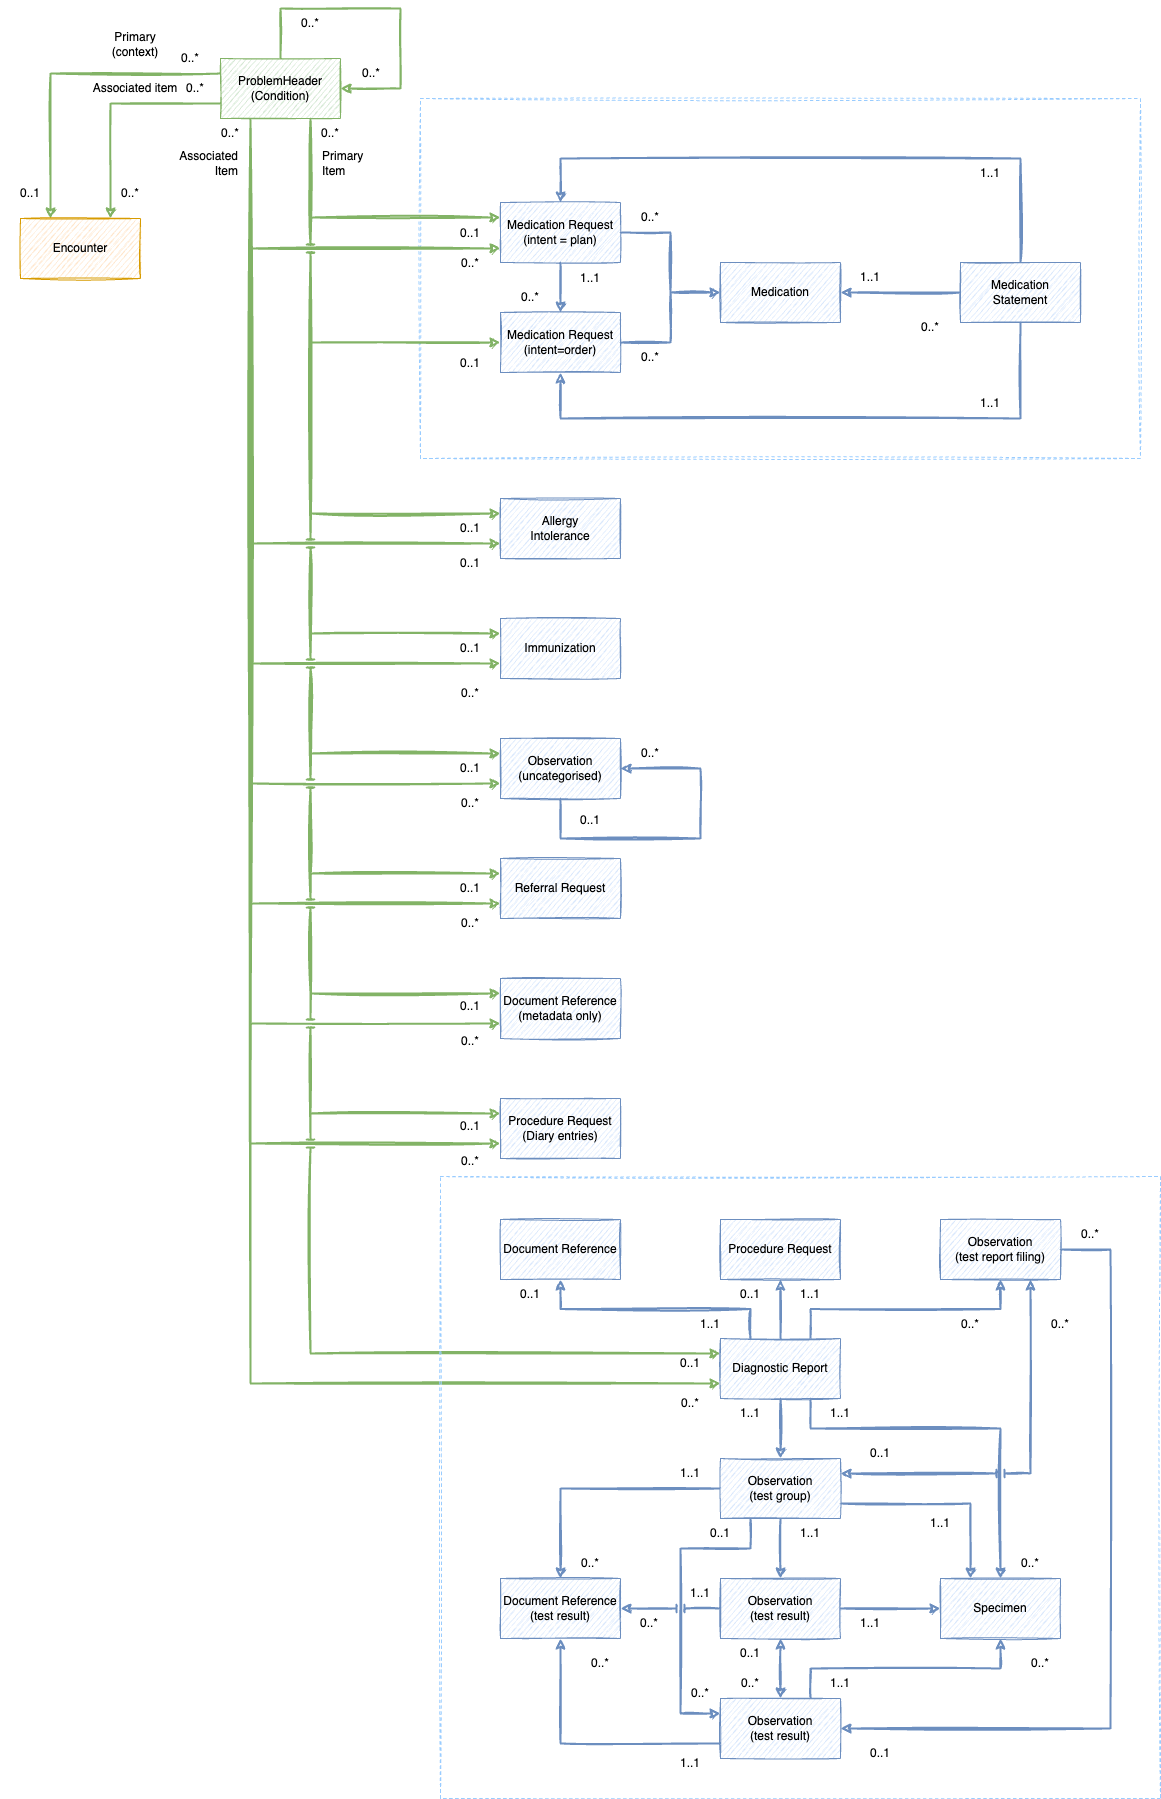 0..*
Primary
(context)
0..*
0..*
ProblemHeader
(Condition)
Associated item
0..*
0..*
0..*
Associated
Item
Primary
Item
0..1
0..*
Encounter
1..1
Medication Request
(intent = plan)
0..*
0..1
0..*
1..1
1..1
Medication
Medication
Statement
0..*
0..*
Medication Request
(intent=order)
0..*
0..1
1..1
Allergy
Intolerance
0..1
0..1
Immunization
0..1
0..*
Observation
(uncategorised)
0..*
0..1
0..*
0..1
Referral Request
0..1
0..*
Document Reference
(metadata only)
0..1
0..*
Procedure Request
(Diary entries)
0..1
0..*
Document Reference
Procedure Request
Observation
(test report filing)
0..*
0..1
0..1
1..1
1..1
0..*
0..*
0..1
Diagnostic Report
0..*
1..1
1..1
0..1
1..1
Observation
(test group)
0..1
1..1
1..1
0..*
0..*
Document Reference
(test result)
1..1
Observation
(test result)
Specimen
0..*
1..1
0..1
0..*
0..*
0..*
1..1
0..*
Observation
(test result)
0..1
1..1